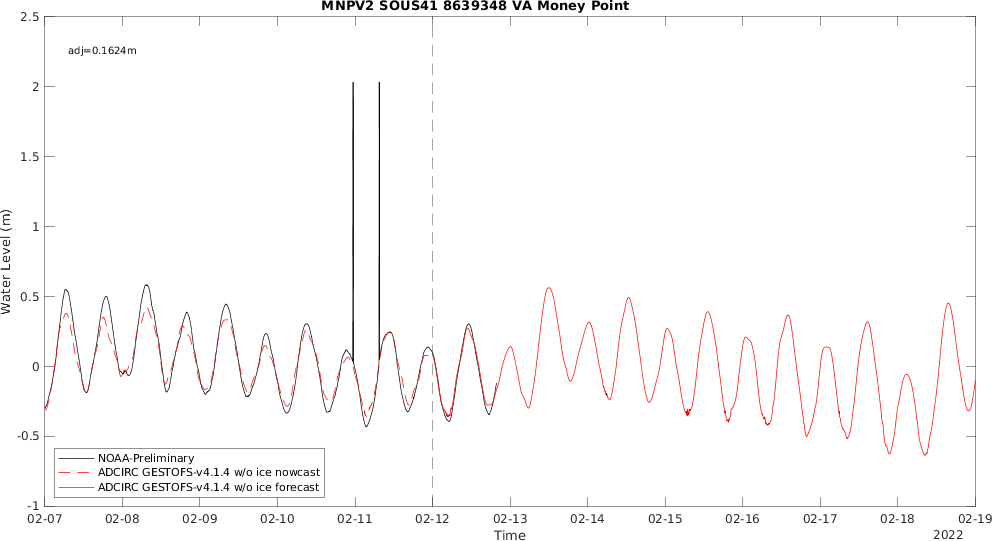 MNPV2 SOUS41 8639348 VA Money Point
adj=0.1624m
2.5
2
1.5
1
0.5
0
-0.5
-1
Water Level (m)
NOAA-Preliminary
ADCIRC GESTOFS-v4.1.4 w/o ice nowcast
ADCIRC GESTOFS-v4.1.4 w/o ice forecast
02-07 02-08 02-09 02-10 02-11 02-12 02-13 02-14 02-15 02-16 02-17 02-18 02-19
Time
2022